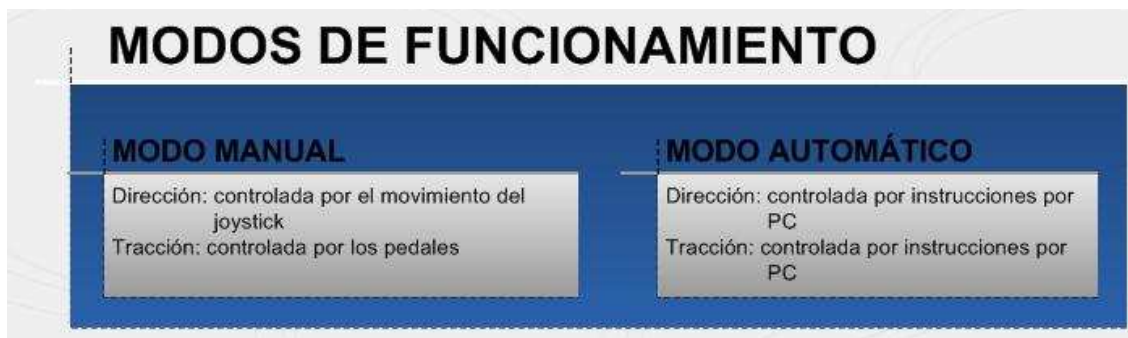 MODOS DE FUNCIONAMIENTO
MODO MANUAL
Dirección: controlada por el movimiento del
joystick
Tracción: controlada por los pedales
MODO AUTOMÁTICO
Dirección: controlada por instrucciones por
PC
Tracción: controlada por instrucciones por
PC